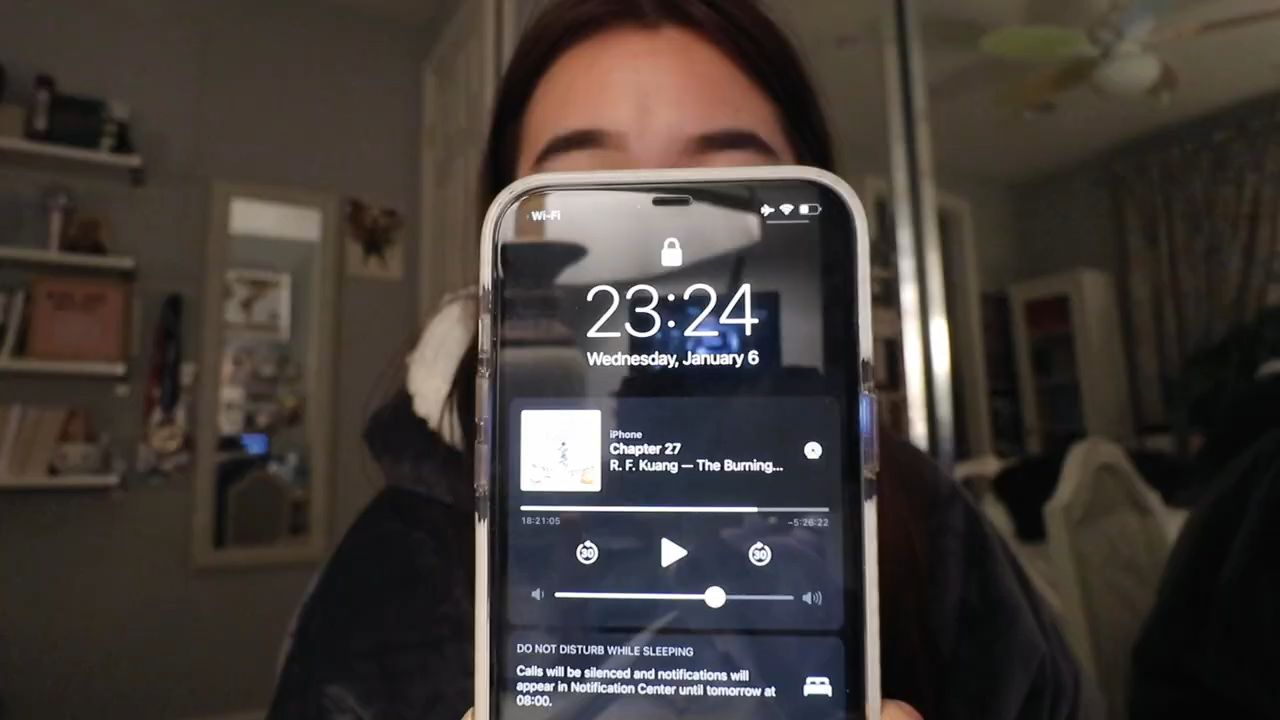 Wi-Fi
23:24
Wednesday, January 6
iPhone
Chapter 27
R. F. Kuang — The Burning...
18:21:05
-5:26:22
30
30
DO NOT DISTURB WHILE SLEEPING
Calls will be silenced and notifications will
appear in Notification Center until tomorrow at
08:00.